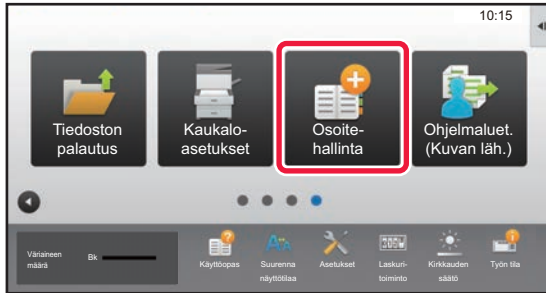 10:15
Tiedoston
palautus
Kaukalo-
asetukset
Osoite-
hallinta
Ohjelmaluet.
(Kuvan läh.)
Väriaineen
määrä
Bk
Käyttöopas
Suurenna
näyttötilaa
Asetukset
Laskuri-
toiminto
Kirkkauden
säätö
Työn tila